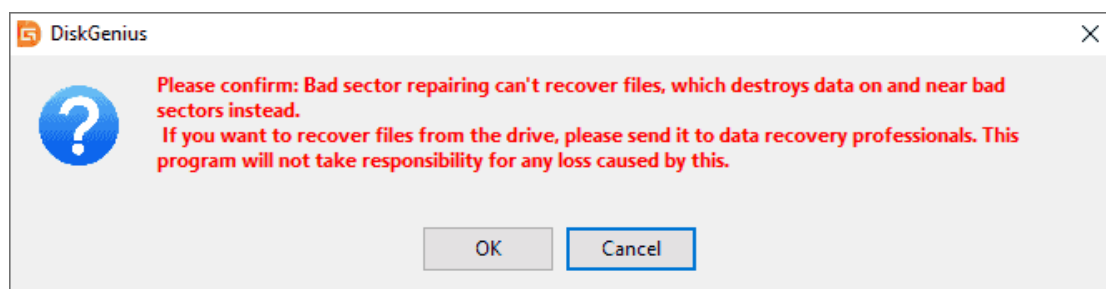 DiskGenius
Please confirm: Bad sector repairing can't recover files, which destroys data on and near bad
sectors instead.
If you want to recover files from the drive, please send it to data recovery professionals. This
program will not take responsibility for any loss caused by this.
OK
Cancel